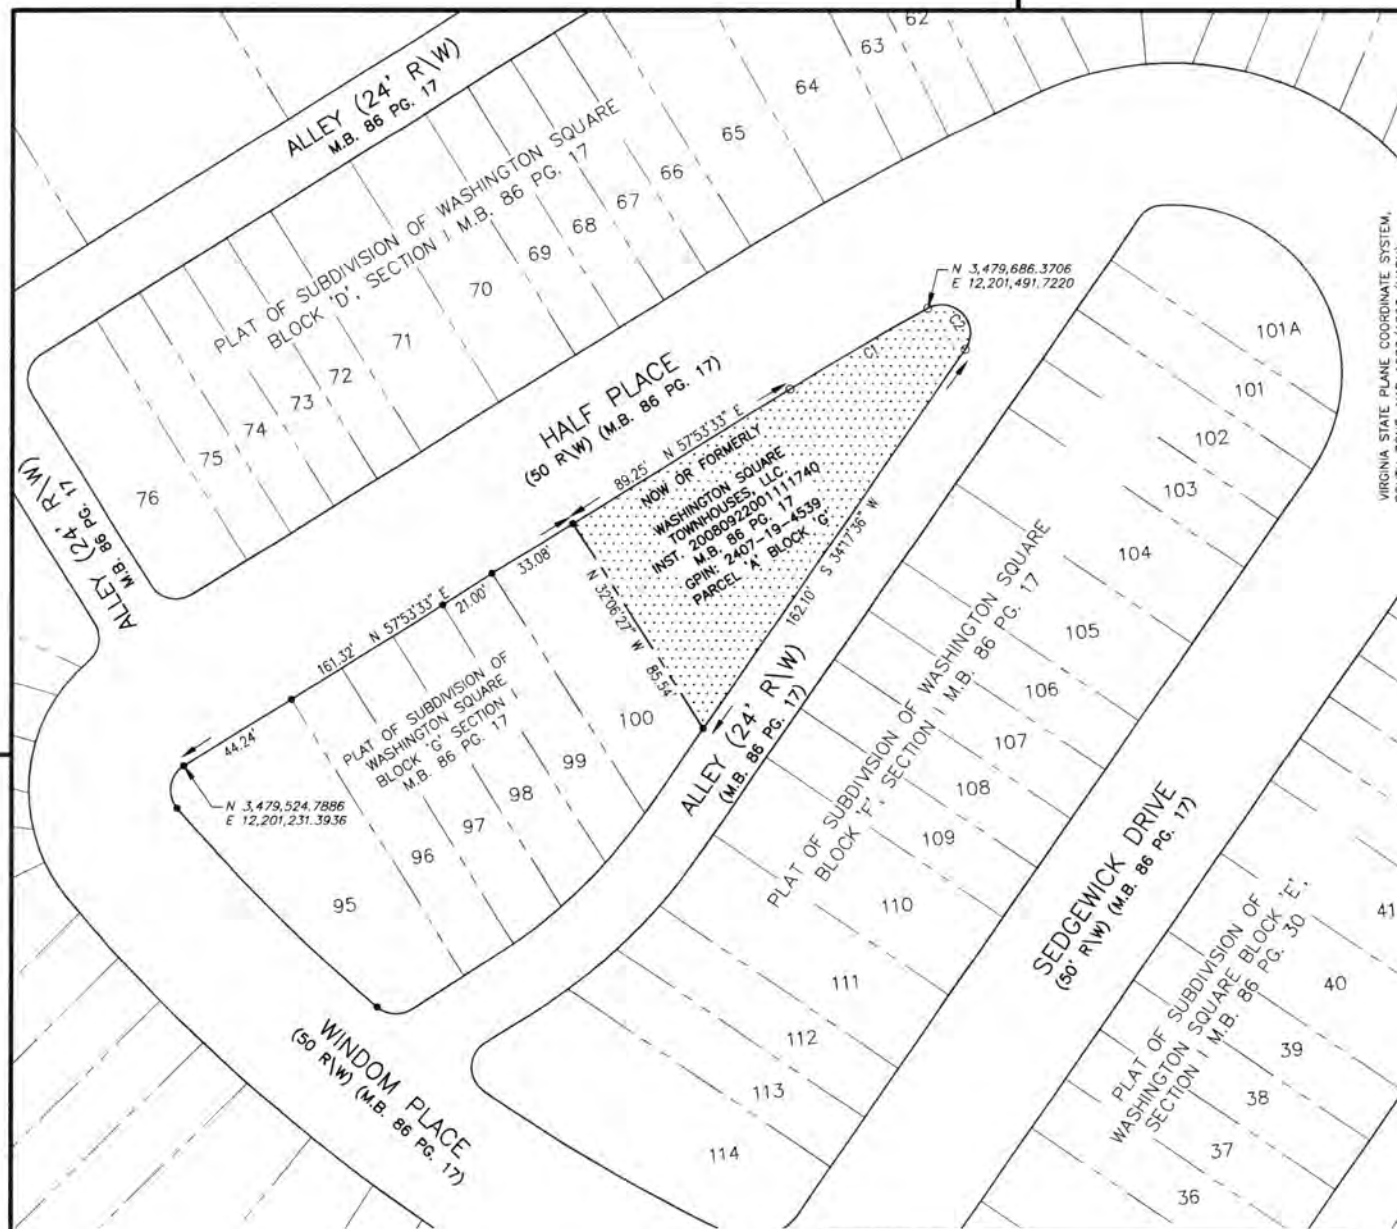 62
63
64
65
66
67
68
69
70
71
72
73
74
75
76
ALLEY (24' R\W)
M.B. 86 PG. 17
PLAT OF SUBDIVISION OF WASHINGTON SQUARE
BLOCK 'D', SECTION I M.B. 86 PG. 17
ALLEY (24' R\W)
M.B. 86 PG. 17
HALF PLACE
(50 R\W) (M.B. 86 PG. 17)
N 3,479,686.3706
E 12,201,491.7220
C1
C2
89.25' N 57°53'33" E
NOW OR FORMERLY
WASHINGTON SQUARE
TOWNHOUSES, LLC
INST. 20080922001111740
M.B. 86 PG. 17
GPIN: 2407-19-4539
PARCEL 'A' BLOCK 'G'
N 32°06'27" W 85.54'
162.10' S 34°17'36" W
33.08'
21.00'
161.32' N 57°53'33" E
44.24'
N 3,479,524.7886
E 12,201,231.3936
PLAT OF SUBDIVISION OF
WASHINGTON SQUARE
BLOCK 'G' SECTION
M.B. 86 PG. 17
95
96
97
98
99
100
ALLEY (24' R\W)
(M.B. 86 PG. 17)
WINDOM PLACE
(50 R\W) (M.B. 86 PG. 17)
101A
101
102
103
104
105
106
107
108
109
110
111
112
113
114
PLAT OF SUBDIVISION OF WASHINGTON SQUARE
BLOCK 'F', SECTION I M.B. 86 PG. 17
SEDGEWICK DRIVE
(50' R\W) (M.B. 86 PG. 17)
PLAT OF SUBDIVISION OF
WASHINGTON SQUARE BLOCK 'E',
SECTION I M.B. 86 PG. 30
41
40
39
38
37
36
VIRGINIA STATE PLANE COORDINATE SYSTEM,